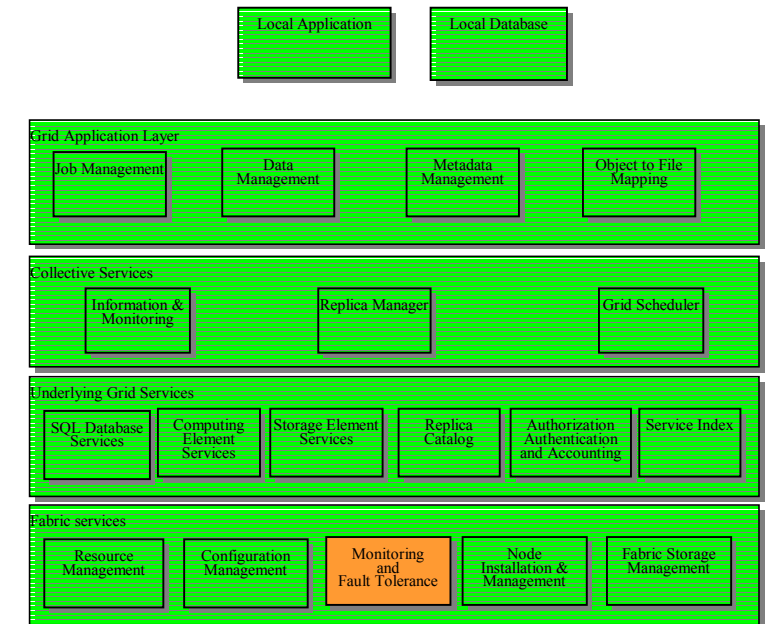 Local Application
Local Database
Grid Application Layer
Job Management
Data
Management
Metadata
Management
Object to File
Mapping
Collective Services
Information &
Monitoring
Replica Manager
Grid Scheduler
Underlying Grid Services
SQL Database
Services
Computing
Element
Services
Storage Element
Services
Replica
Catalog
Authorization
Authentication
and Accounting
Service Index
Fabric services
Resource
Management
Configuration
Management
Monitoring
and
Fault Tolerance
Node
Installation &
Management
Fabric Storage
Management